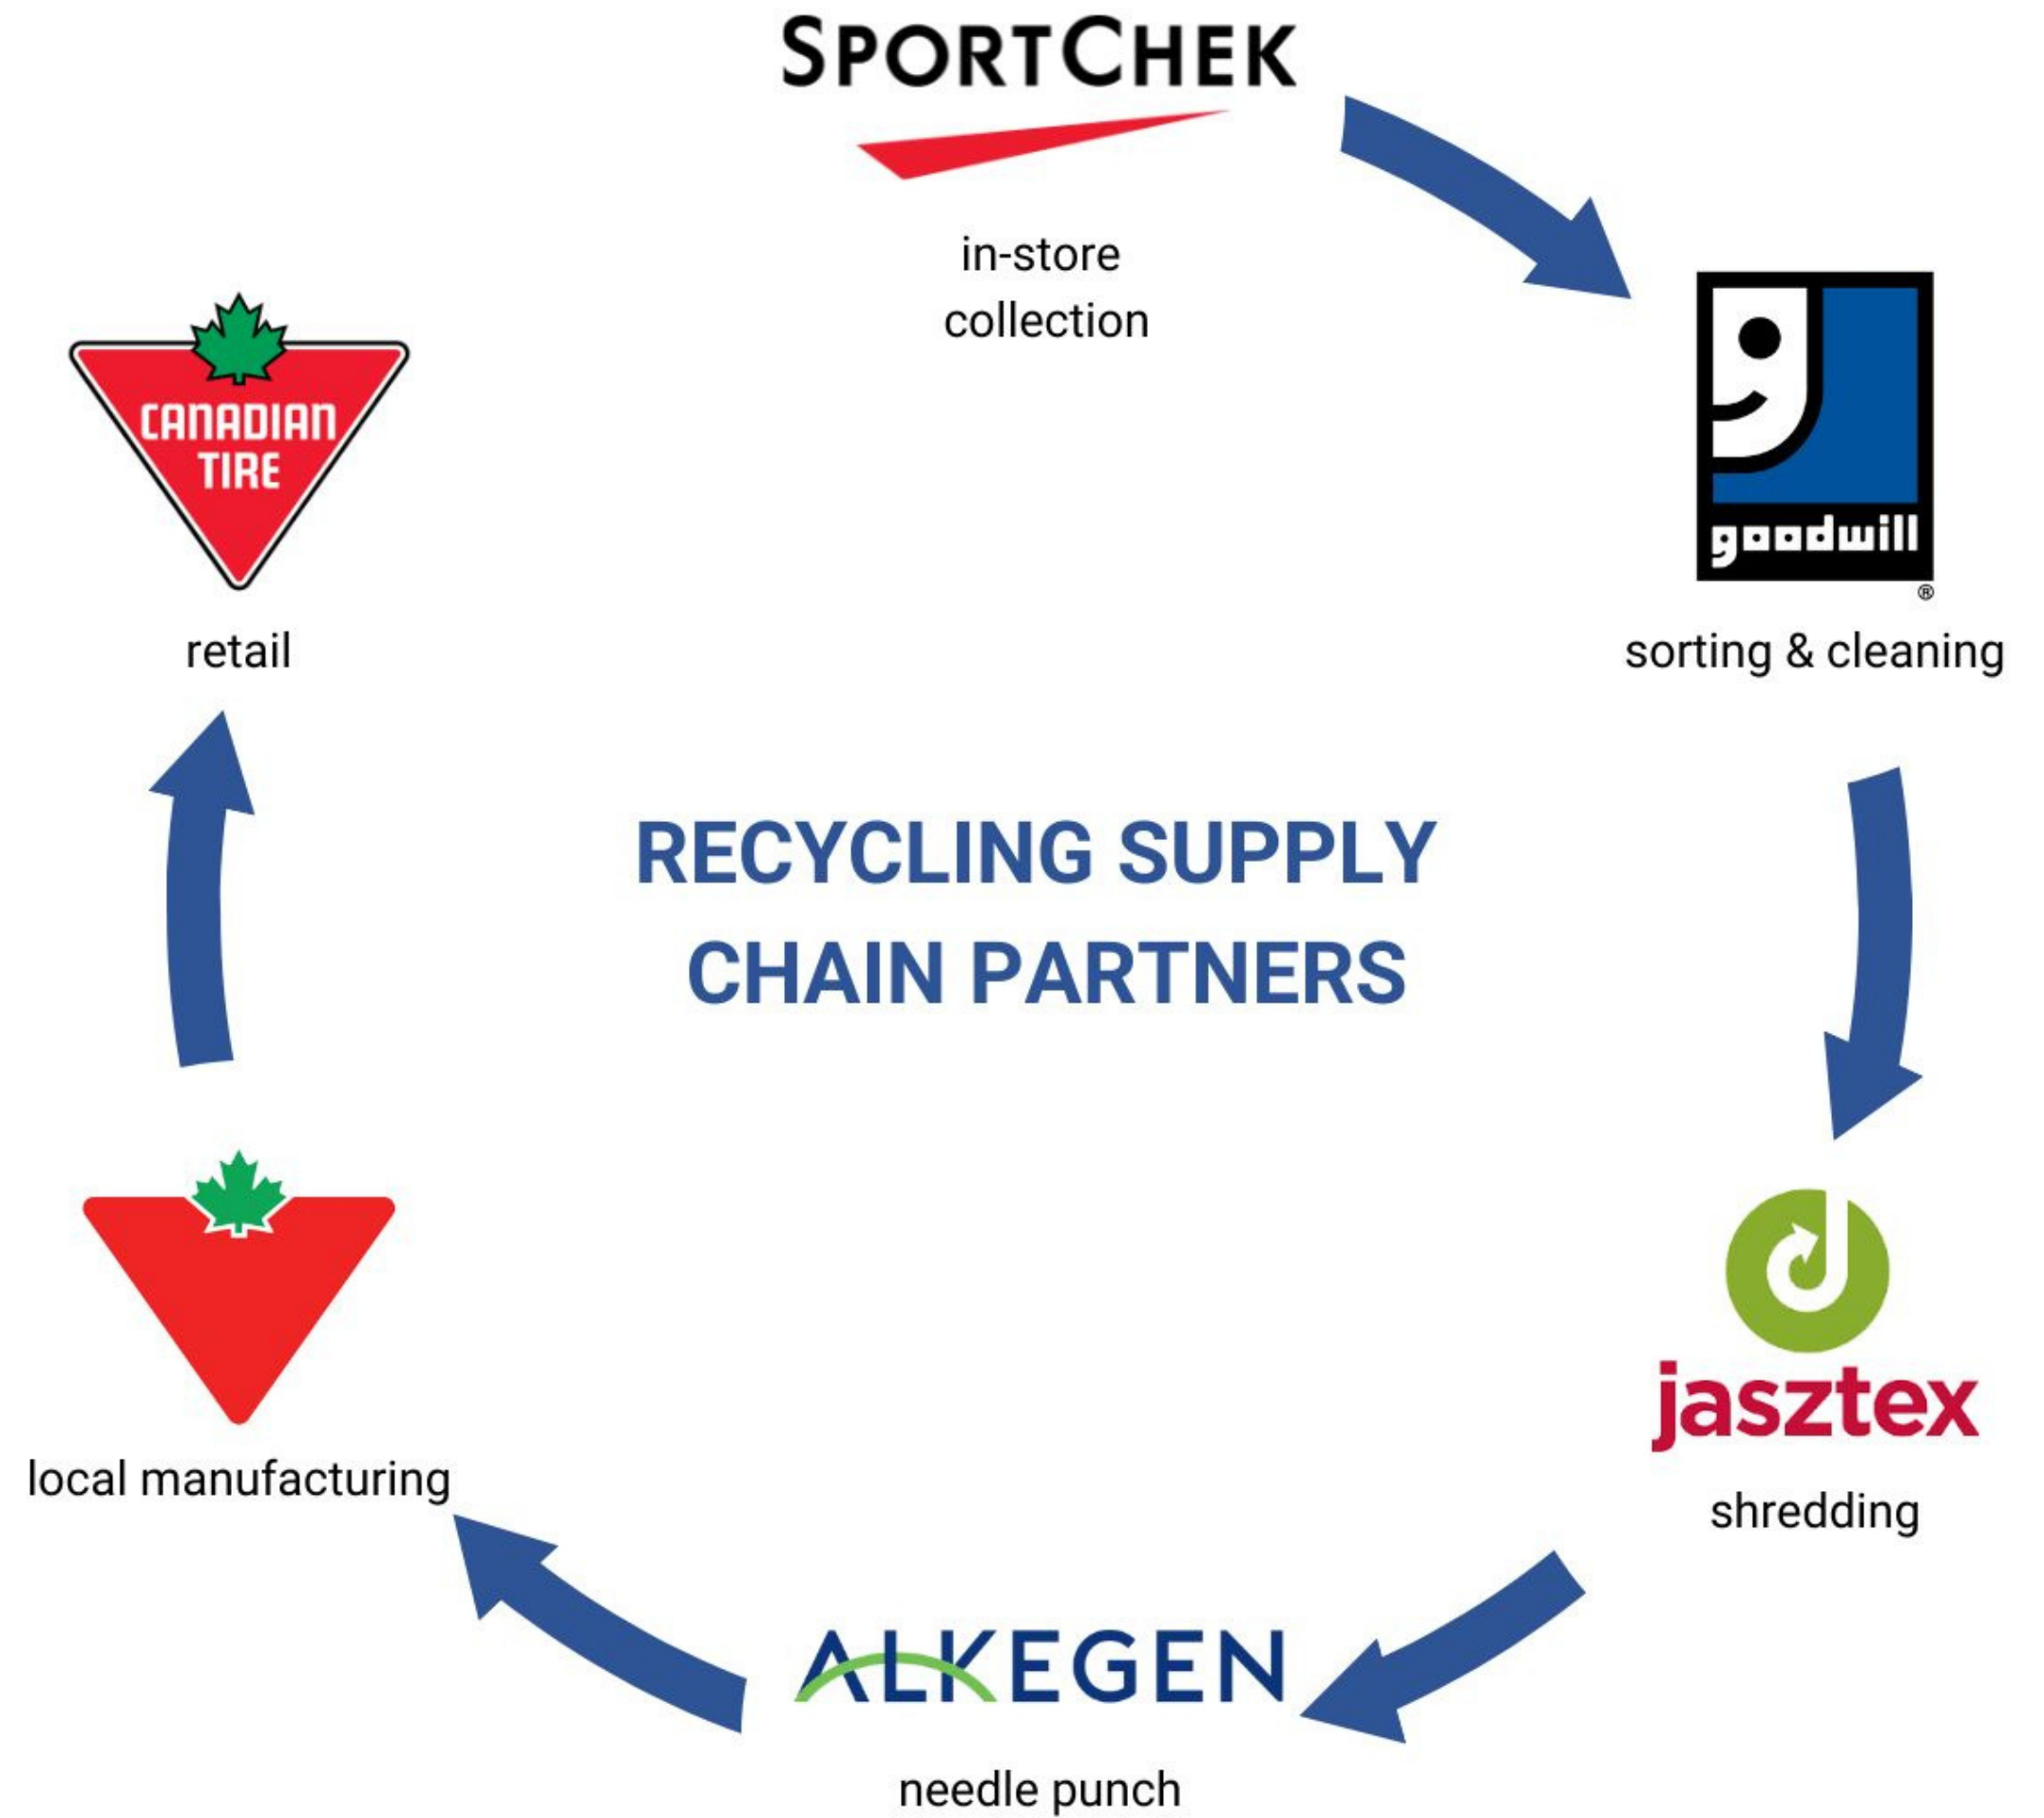 SPORTCHEK
in-store
collection
CANADIAN
TIRE
retail
goodwill
®
sorting & cleaning
RECYCLING SUPPLY
CHAIN PARTNERS
local manufacturing
jasztex
shredding
ALKEGEN
needle punch